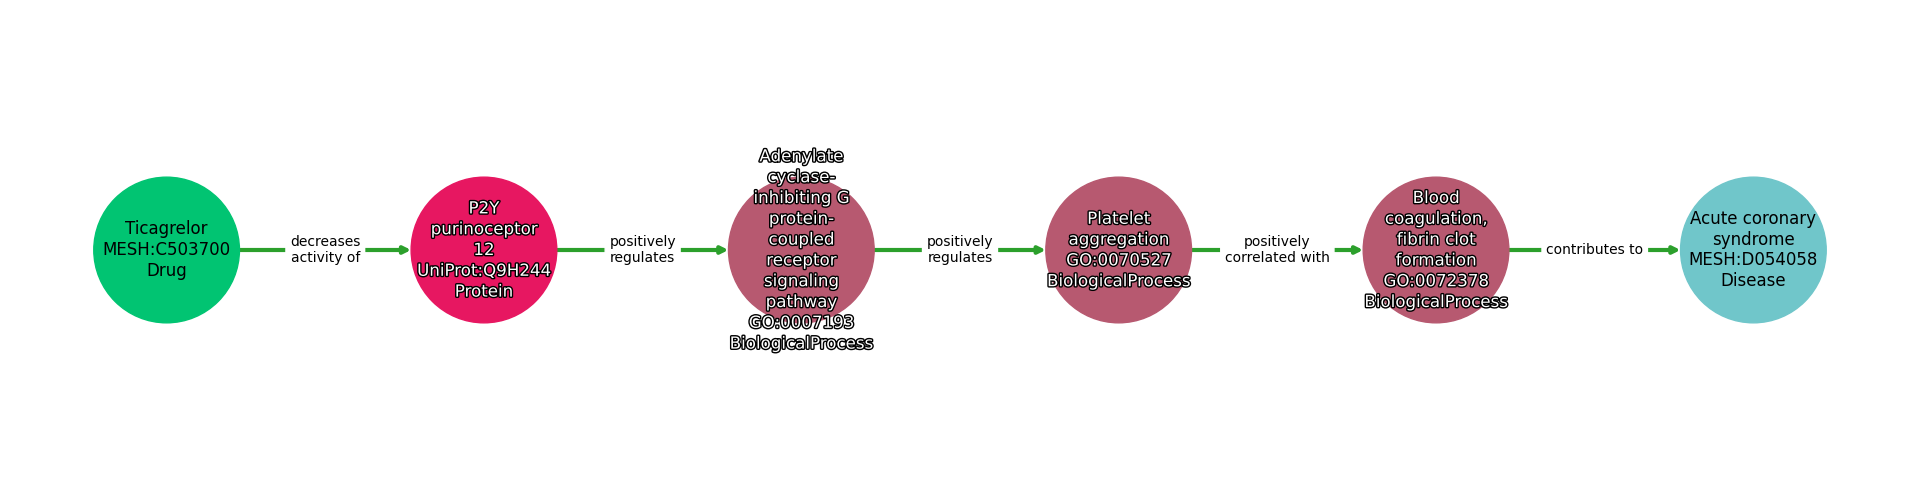 Ticagrelor
MESH:C503700
Drug
decreases
activity of
P2Y
purinoceptor
12
UniProt:Q9H244
Protein
positively
regulates
Adenylate
cyclase-
inhibiting G
protein-
coupled
receptor
signaling
pathway
GO:0007193
BiologicalProcess
positively
regulates
Platelet
aggregation
GO:0070527
BiologicalProcess
positively
correlated with
Blood
coagulation,
fibrin clot
formation
GO:0072378
BiologicalProcess
contributes to
Acute coronary
syndrome
MESH:D054058
Disease